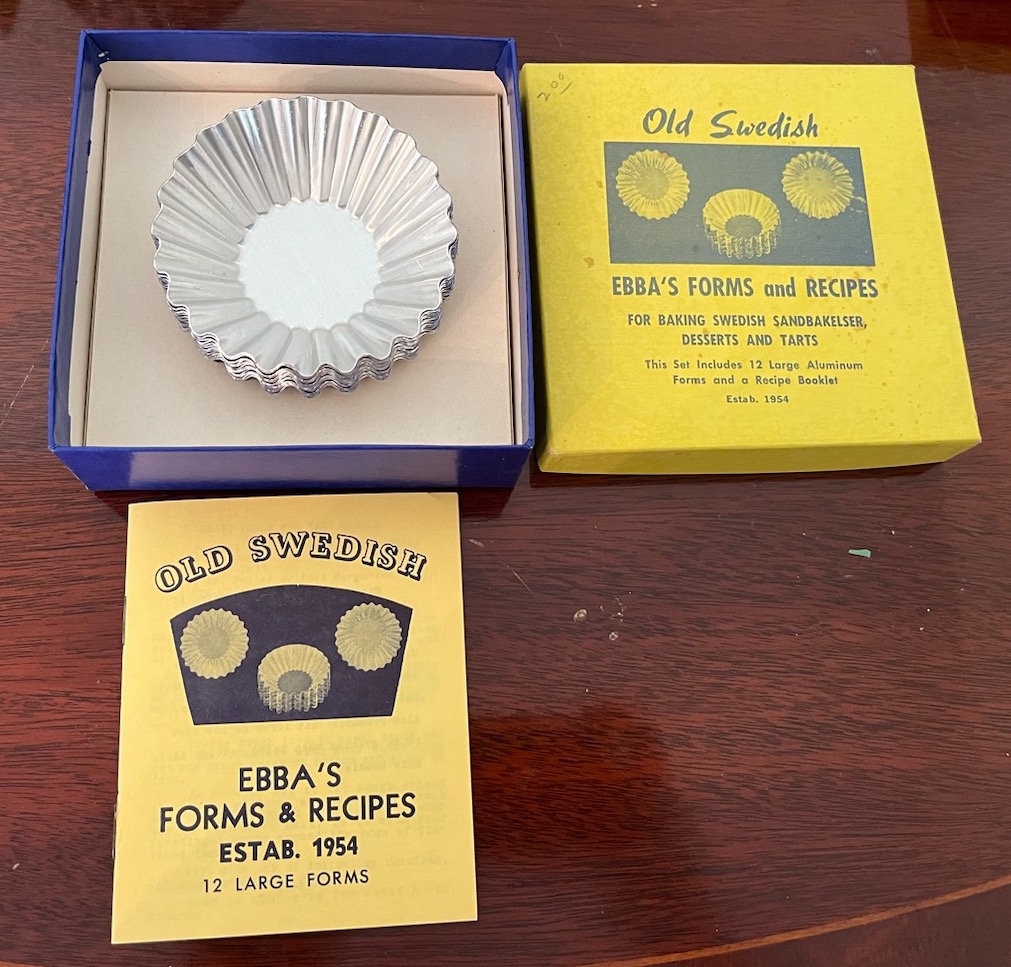 Old Swedish
EBBA'S FORMS and RECIPES
FOR BAKING SWEDISH SANDBAKELSER,
DESSERTS AND TARTS
This Set Includes 12 Large Aluminum
Forms and a Recipe Booklet
Estab. 1954
OLD SWEDISH
EBBA'S
FORMS & RECIPES
ESTAB. 1954
12 LARGE FORMS